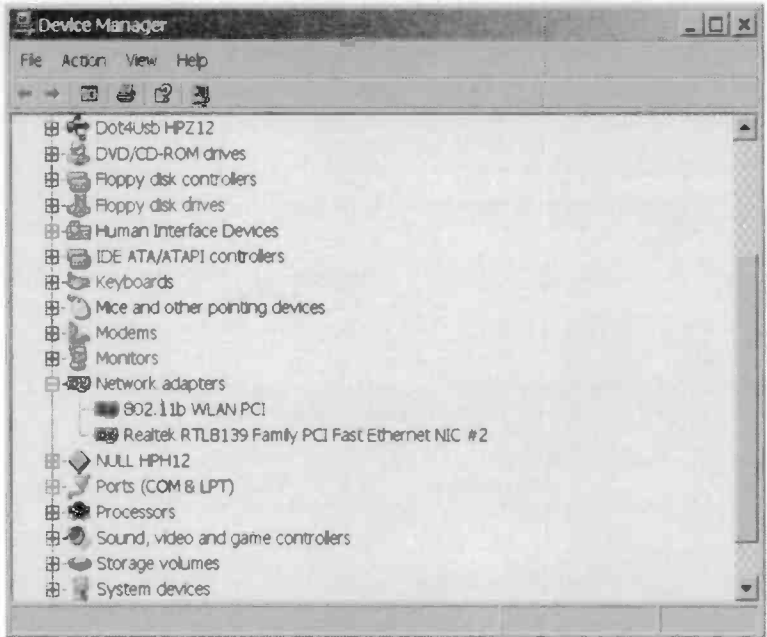 Device Manager
File Action View Help
Dot4Usb HPZ12
DVD/CD-ROM drives
Floppy disk controllers
Floppy disk drives
Human Interface Devices
IDE ATA/ATAPI controllers
Keyboards
Mice and other pointing devices
Modems
Monitors
Network adapters
802.11b WLAN PCI
Realtek RTL8139 Family PCI Fast Ethernet NIC #2
NULL HPH12
Ports (COM & LPT)
Processors
Sound, video and game controllers
Storage volumes
System devices